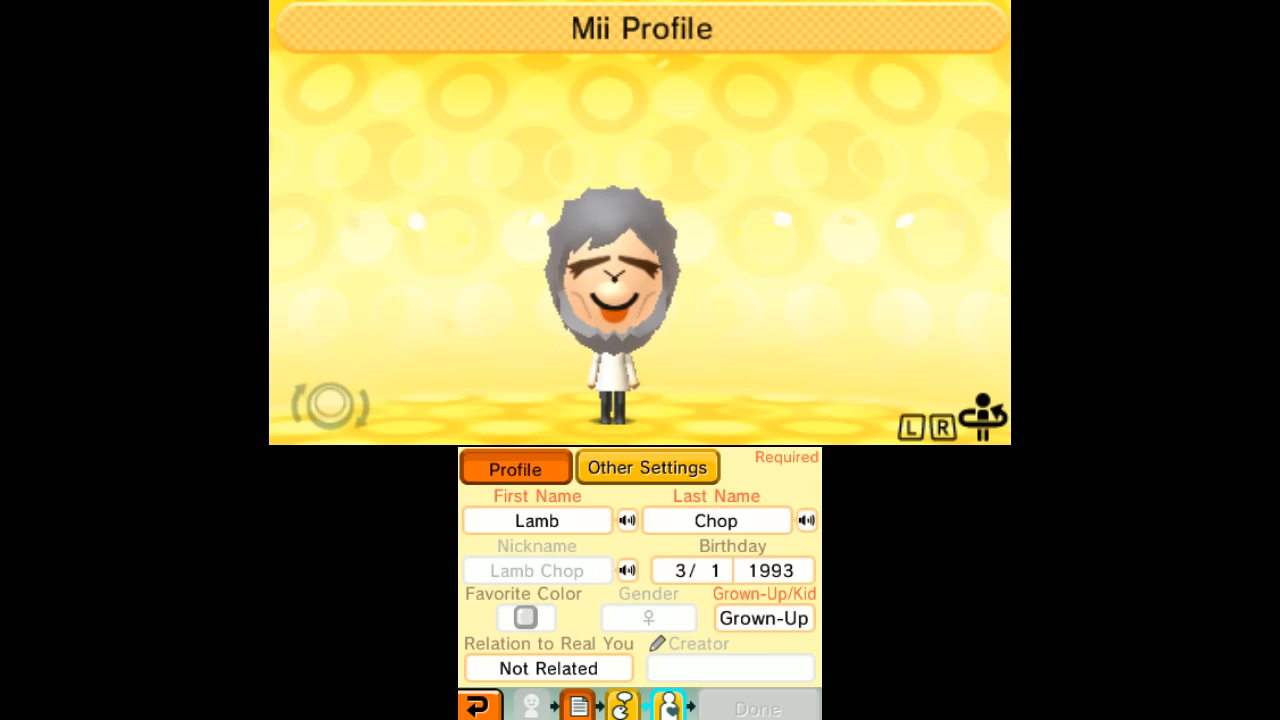 Mii Profile
L R
Profile Other Settings Required
First Name Last Name
Lamb Chop
Nickname Birthday
Lamb Chop 3/ 1 1993
Favorite Color Gender Grown-Up/Kid
♀ Grown-Up
Relation to Real You Creator
Not Related
Done